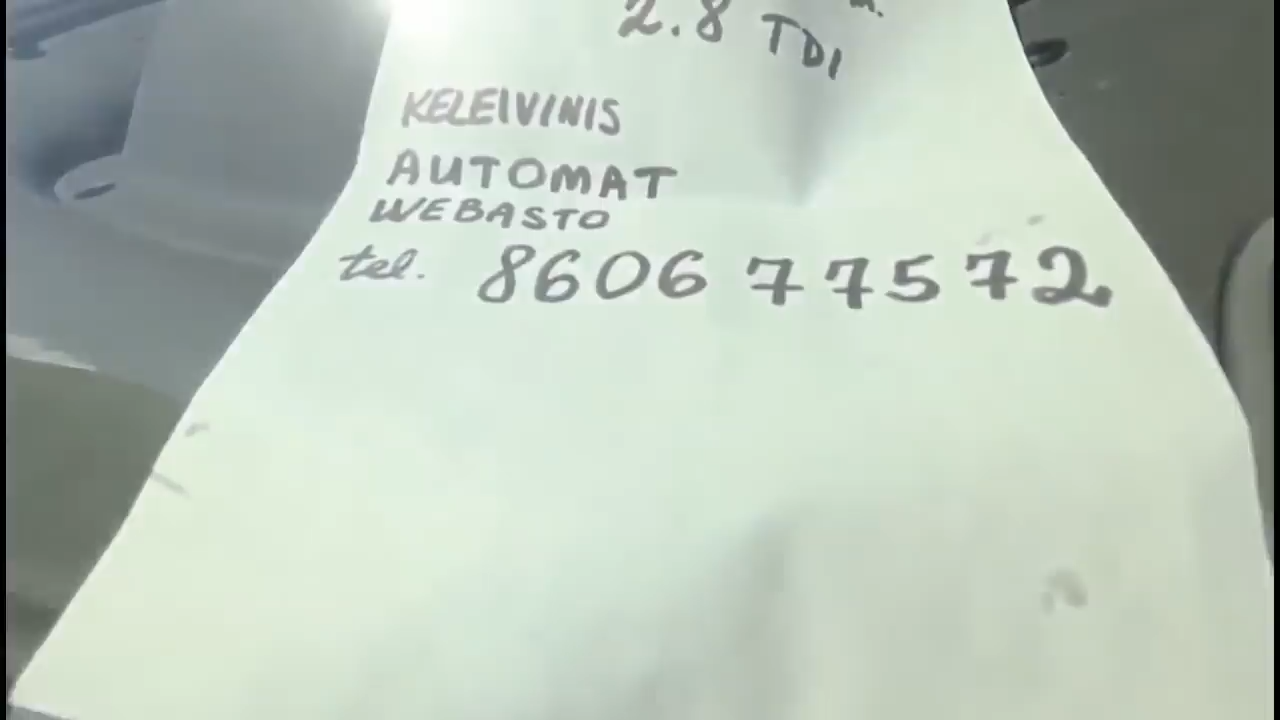 m.
2.8 TDI
KELEIVINIS
AUTOMAT
WEBASTO
tel. 8606 77572